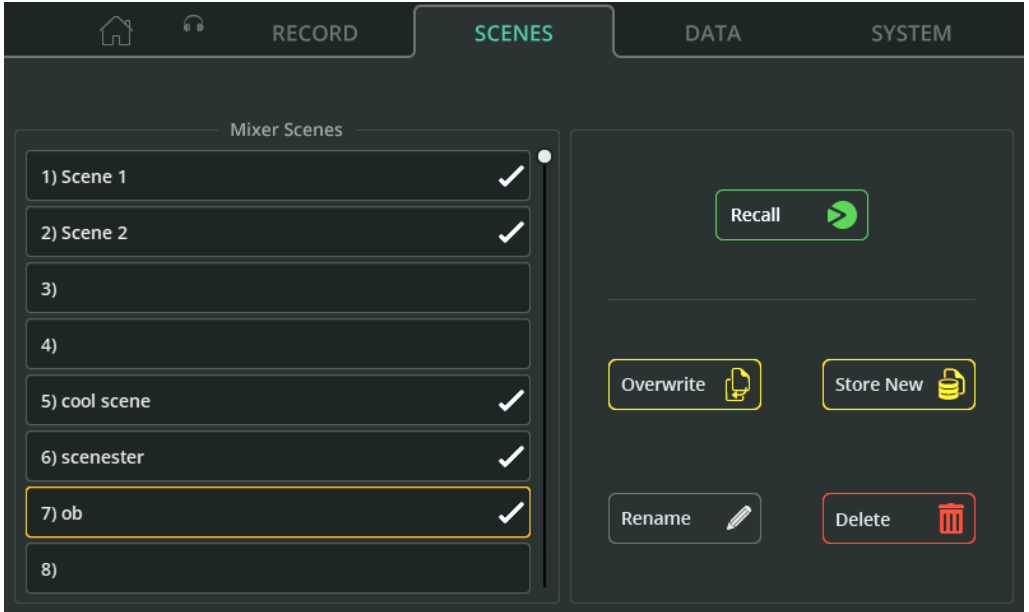 RECORD SCENES DATA SYSTEM
Mixer Scenes
1) Scene 1
2) Scene 2
3)
4)
5) cool scene
6) scenester
7) ob
8)
Recall
Overwrite Store New
Rename Delete